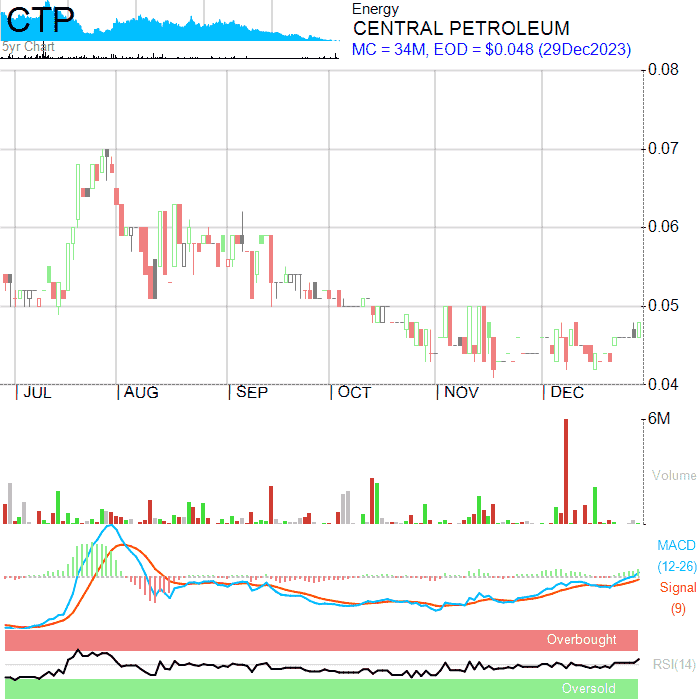 CTP
5yr Chart
Energy
CENTRAL PETROLEUM
MC = 34M, EOD = $0.048 (29Dec2023)
0.08
0.07
0.06
0.05
0.04
JUL AUG SEP OCT NOV DEC
6M
Volume
MACD
(12-26)
Signal
(9)
Overbought
RSI(14)
Oversold